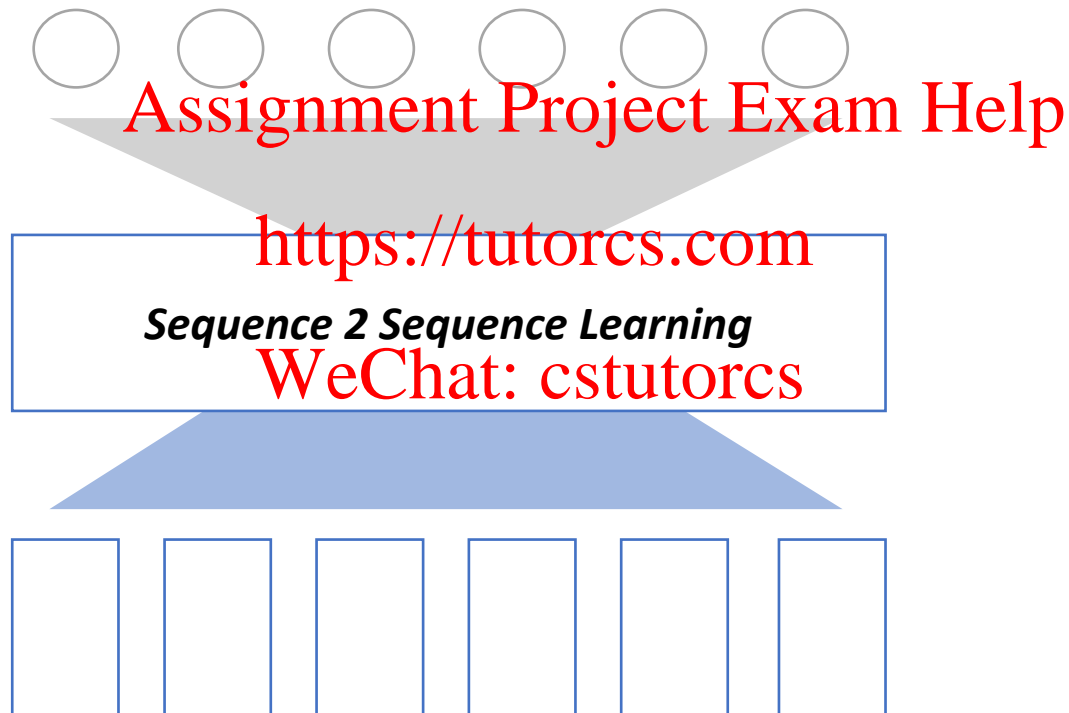 Assignment Project Exam Help
https://tutorcs.com
Sequence 2 Sequence Learning
WeChat: cstutorcs